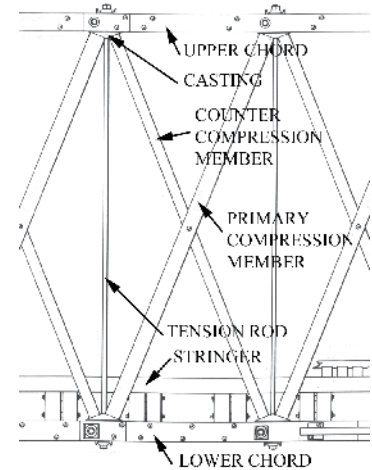 UPPER CHORD
CASTING
COUNTER
COMPRESSION
MEMBER
PRIMARY
COMPRESSION
MEMBER
TENSION ROD
STRINGER
LOWER CHORD